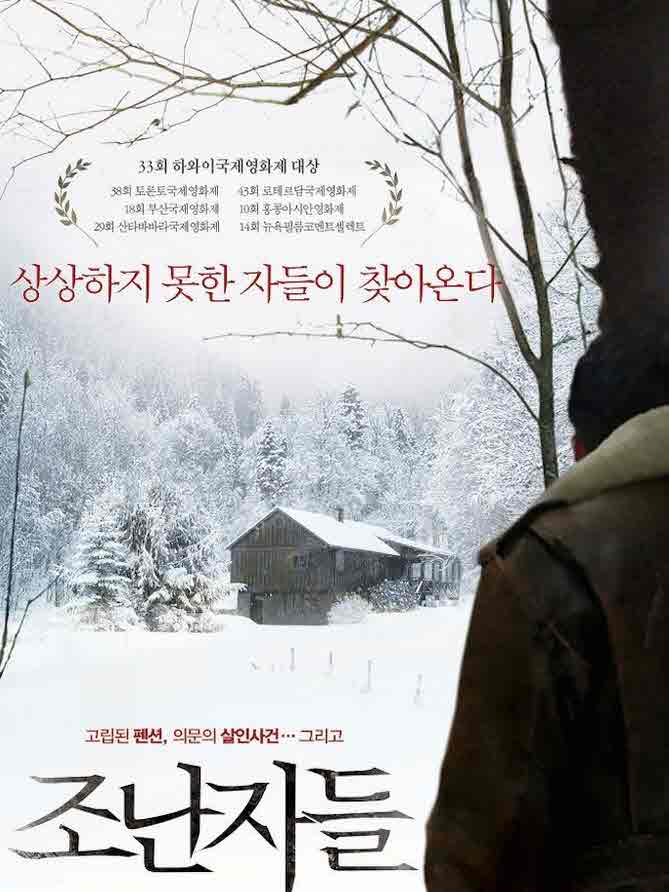 33회 하와이국제영화제 대상
38회 토론토국제영화제 43회 로테르담국제영화제
18회 부산국제영화제 10회 홍콩아시안영화제
29회 산타바바라국제영화제 14회 뉴욕필름코멘트셀렉트
상상하지 못한 자들이 찾아온다
고립된 펜션, 의문의 살인사건… 그리고
조난자들